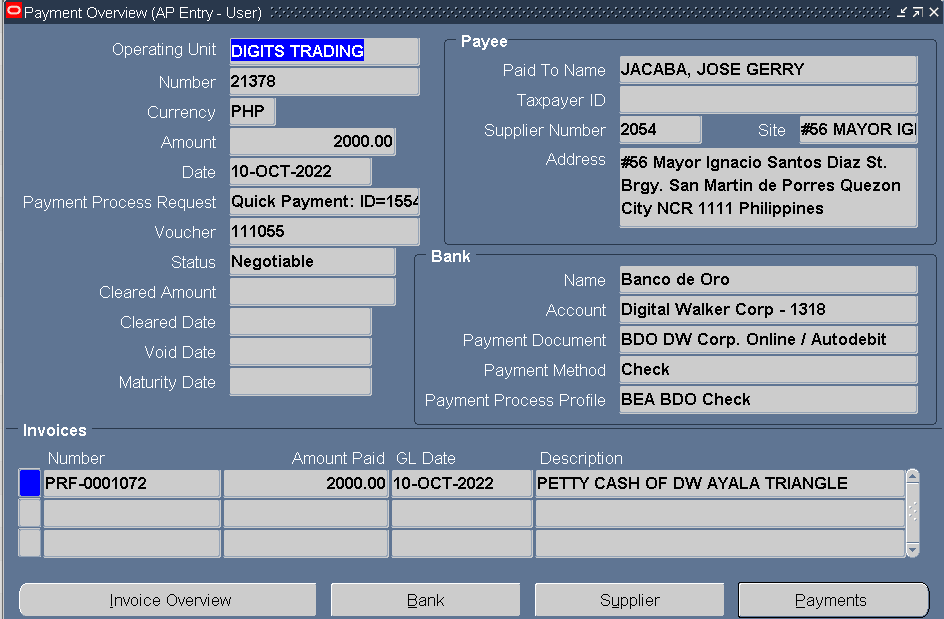 Payment Overview (AP Entry - User)
Operating Unit DIGITS TRADING
Number 21378
Currency PHP
Amount 2000.00
Date 10-OCT-2022
Payment Process Request Quick Payment: ID=1554
Voucher 111055
Status Negotiable
Cleared Amount
Cleared Date
Void Date
Maturity Date
Payee
Paid To Name JACABA, JOSE GERRY
Taxpayer ID
Supplier Number 2054 Site #56 MAYOR IGI
Address #56 Mayor Ignacio Santos Diaz St.
Brgy. San Martin de Porres Quezon
City NCR 1111 Philippines
Bank
Name Banco de Oro
Account Digital Walker Corp - 1318
Payment Document BDO DW Corp. Online / Autodebit
Payment Method Check
Payment Process Profile BEA BDO Check
Invoices
Number Amount Paid GL Date Description
PRF-0001072 2000.00 10-OCT-2022 PETTY CASH OF DW AYALA TRIANGLE
Invoice Overview Bank Supplier Payments